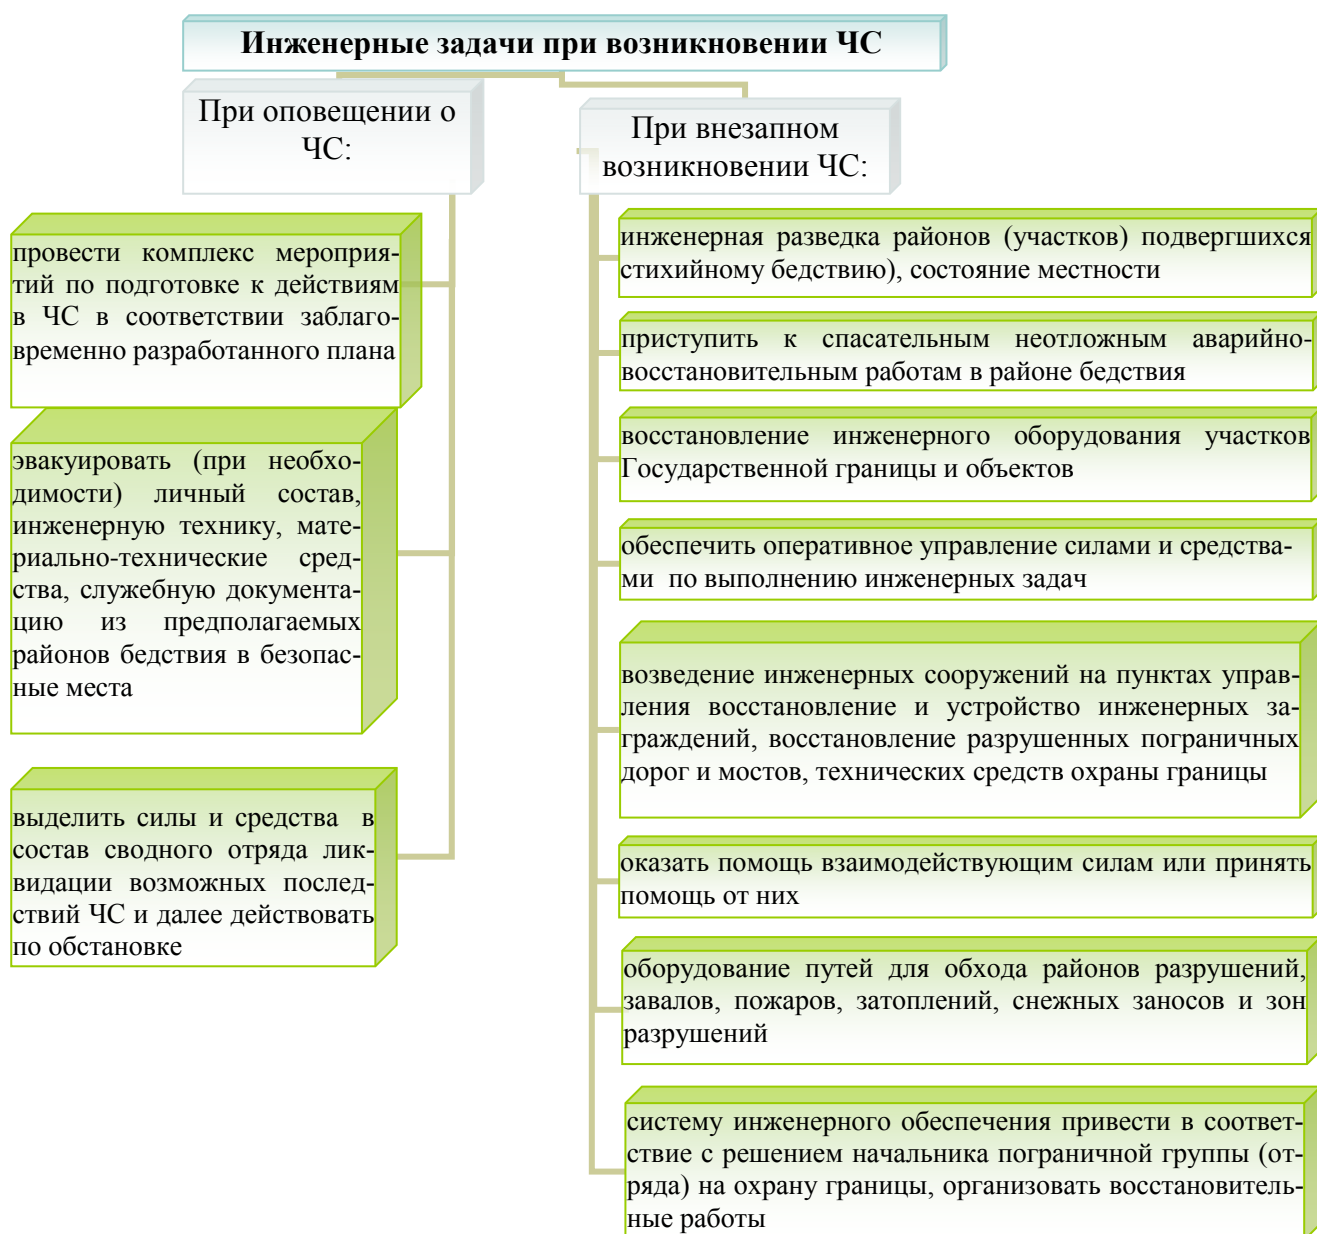 Инженерные задачи при возникновении ЧС
При оповещении о
ЧС:
провести комплекс мероприя-
тий по подготовке к действиям
в ЧС в соответствии заблаго-
временно разработанного плана
эвакуировать (при необхо-
димости) личный состав,
инженерную технику, мате-
риально-технические сред-
ства, служебную документа-
цию из предполагаемых
районов бедствия в безопас-
ные места
выделить силы и средства в
состав сводного отряда лик-
видации возможных послед-
ствий ЧС и далее действовать
по обстановке
При внезапном
возникновении ЧС:
инженерная разведка районов (участков) подвергшихся
стихийному бедствию), состояние местности
приступить к спасательным неотложным аварийно-
восстановительным работам в районе бедствия
восстановление инженерного оборудования участков
Государственной границы и объектов
обеспечить оперативное управление силами и средства-
ми по выполнению инженерных задач
возведение инженерных сооружений на пунктах управ-
ления восстановление и устройство инженерных за-
граждений, восстановление разрушенных пограничных
дорог и мостов, технических средств охраны границы
оказать помощь взаимодействующим силам или принять
помощь от них
оборудование путей для обхода районов разрушений,
завалов, пожаров, затоплений, снежных заносов и зон
разрушений
систему инженерного обеспечения привести в соответ-
ствие с решением начальника пограничной группы (от-
ряда) на охрану границы, организовать восстановитель-
ные работы